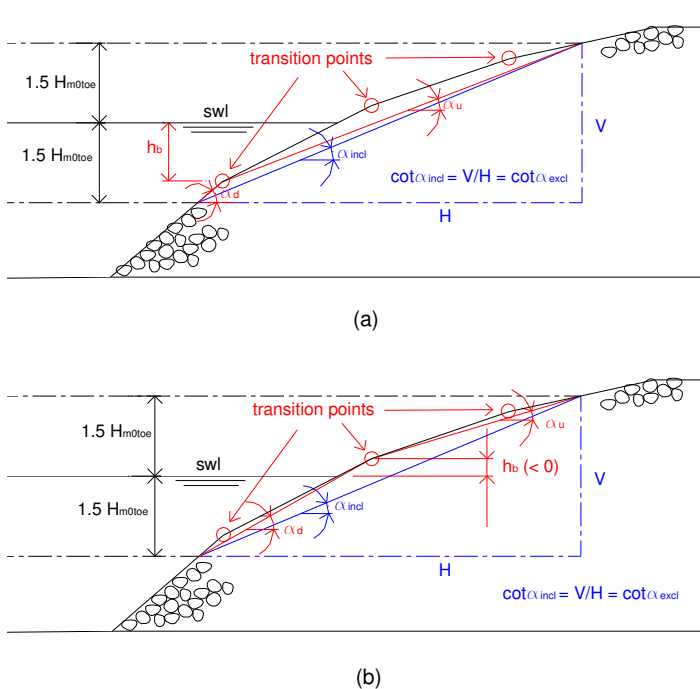 transition points
1.5 Hm0toe
swl
αu
hb
V
1.5 Hm0toe
αincl
cotαincl = V/H = cotαexcl
αd
H
(a)
transition points
αu
1.5 Hm0toe
swl
hb (< 0)
V
1.5 Hm0toe
αincl
αd
H
cotαincl = V/H = cotαexcl
(b)